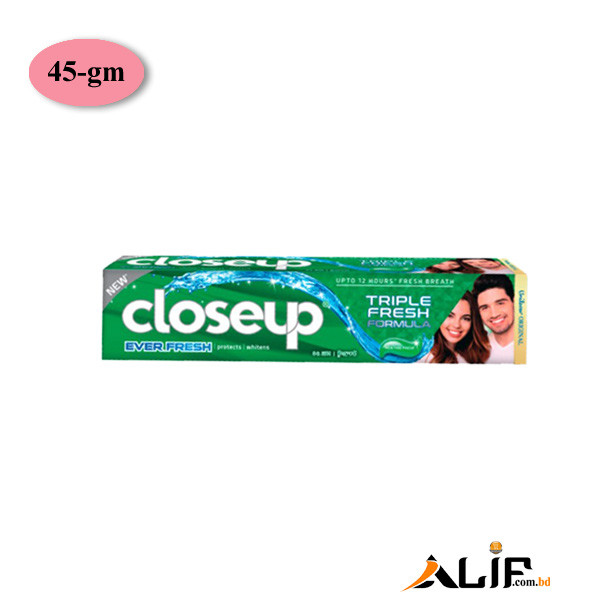 45-gm
NEW
closeup
EVER FRESH
protects | whitens
UPTO 12 HOURS* FRESH BREATH
TRIPLE
FRESH
FORMULA
ORIGINAL
ALIF
.com.bd